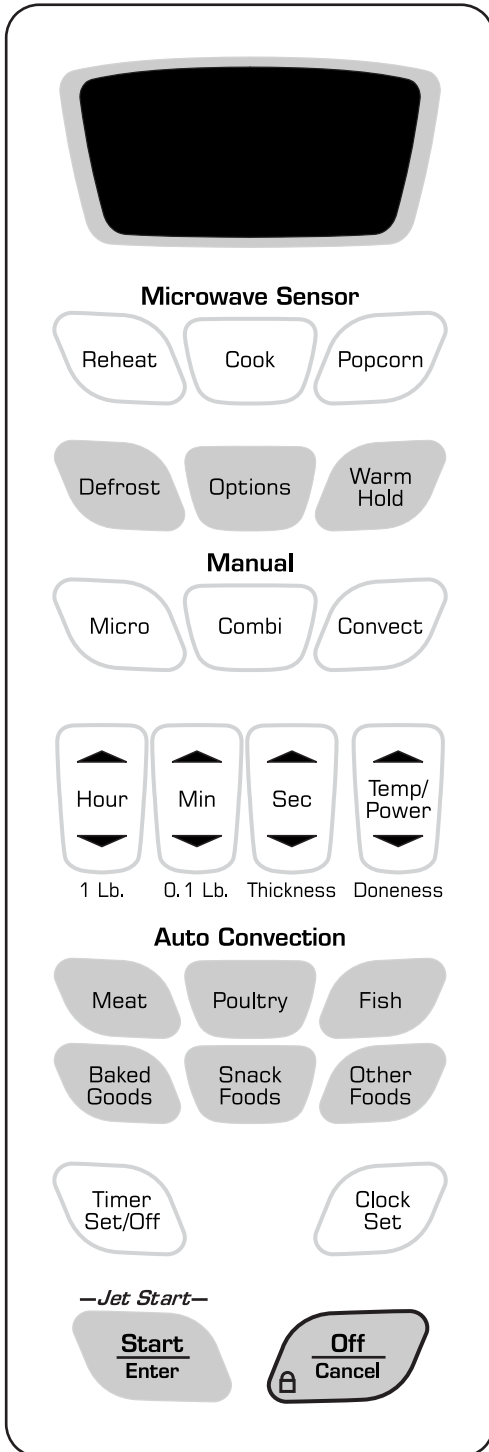 Microwave Sensor
Reheat Cook Popcorn
Defrost Options Warm Hold
Manual
Micro Combi Convect
Hour Min Sec Temp/Power
1 Lb. 0.1 Lb. Thickness Doneness
Auto Convection
Meat Poultry Fish
Baked Goods Snack Foods Other Foods
Timer Set/Off Clock Set
—Jet Start—
Start Off
Enter Cancel